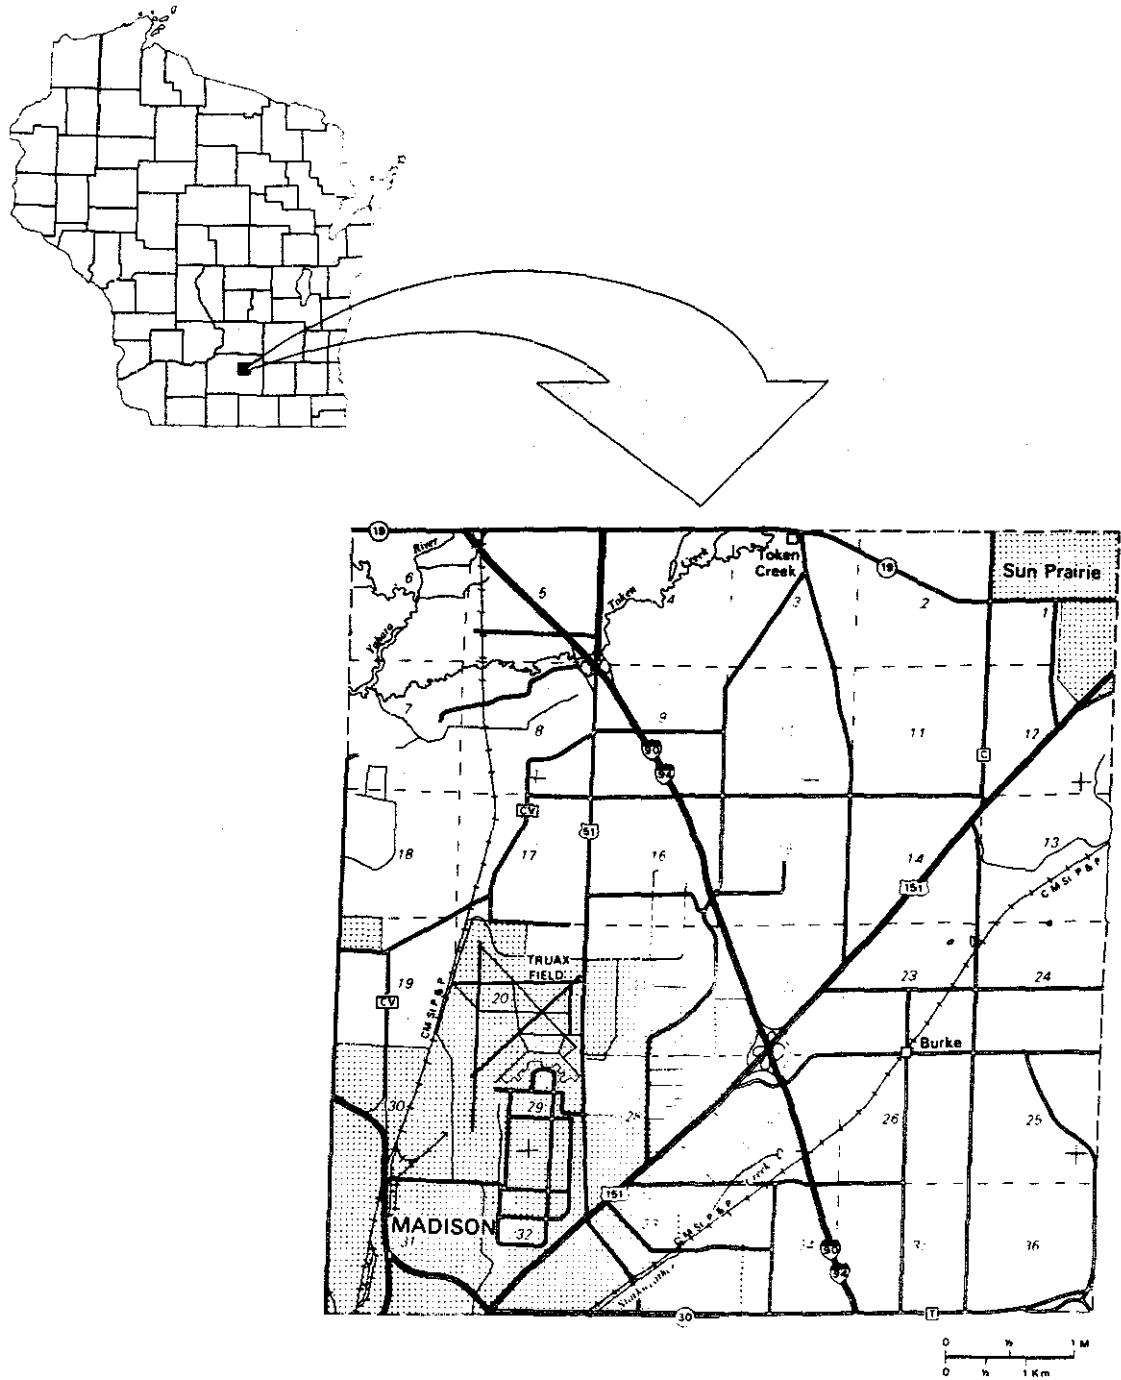 19
River
6
5
Token
Creek
4
Token
Creek
3
19
2
Sun Prairie
1
Yahara
7
8
9
11
12
90
94
C
CV
51
18
17
16
14
13
151
C M St P & P
TRUAX
FIELD
19
20
23
24
CV
C M St P & P
Burke
30
29
28
26
25
151
Creek
C M St P & P
MADISON
31
32
34
90
94
36
30
T
0 ½ 1 M
0 ½ 1 Km